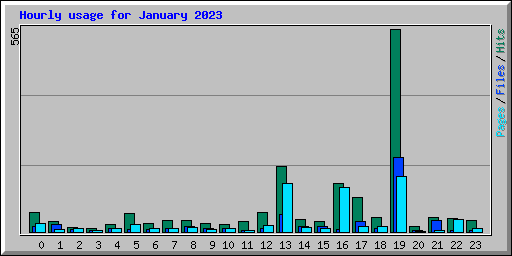 Hourly usage for January 2023
565
Pages/Files/Hits
0 1 2 3 4 5 6 7 8 9 10 11 12 13 14 15 16 17 18 19 20 21 22 23